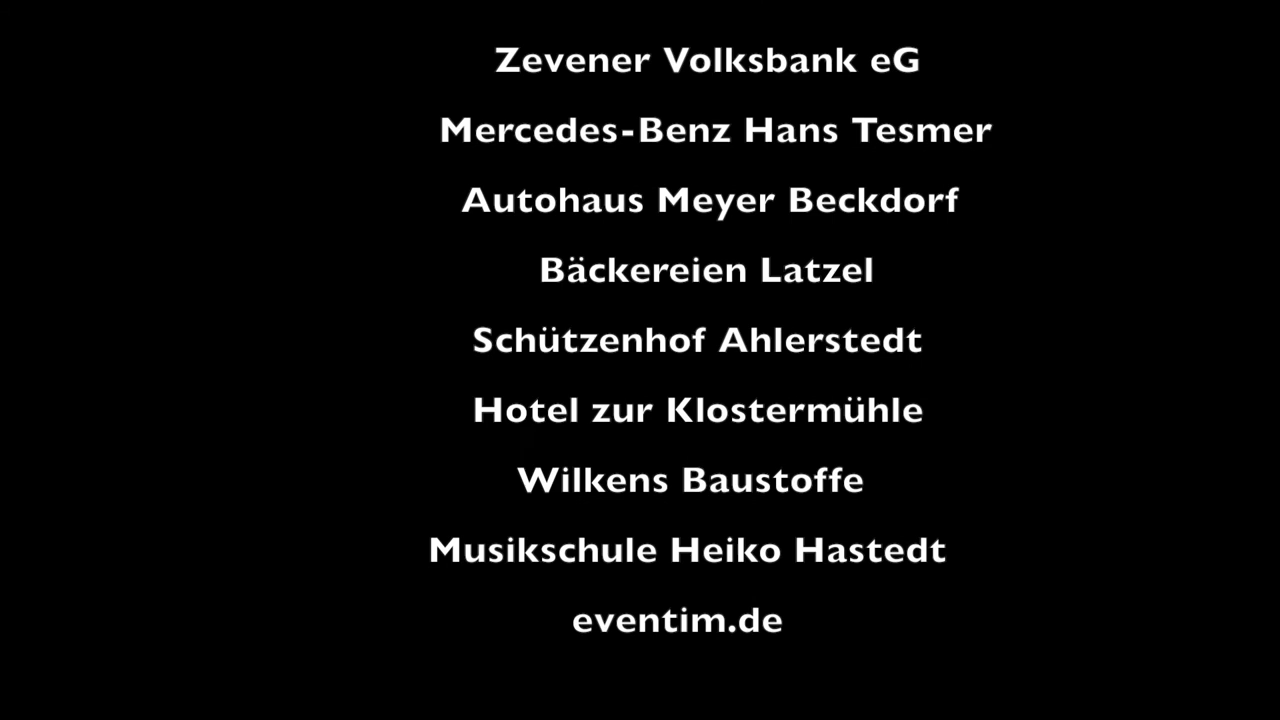 Zevener Volksbank eG
Mercedes-Benz Hans Tesmer
Autohaus Meyer Beckdorf
Bäckereien Latzel
Schützenhof Ahlerstedt
Hotel zur Klostermühle
Wilkens Baustoffe
Musikschule Heiko Hastedt
eventim.de